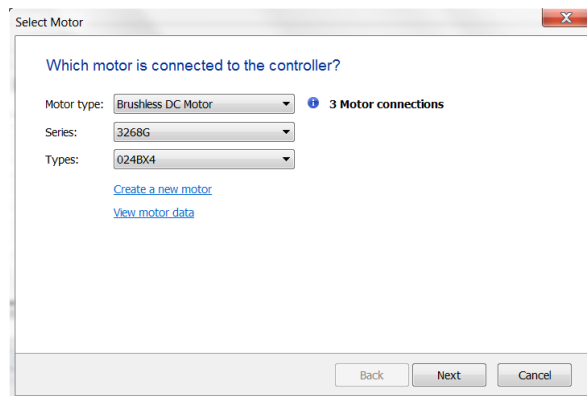 Select Motor
Which motor is connected to the controller?
Motor type: Brushless DC Motor 3 Motor connections
Series: 3268G
Types: 024BX4
Create a new motor
View motor data
Back Next Cancel